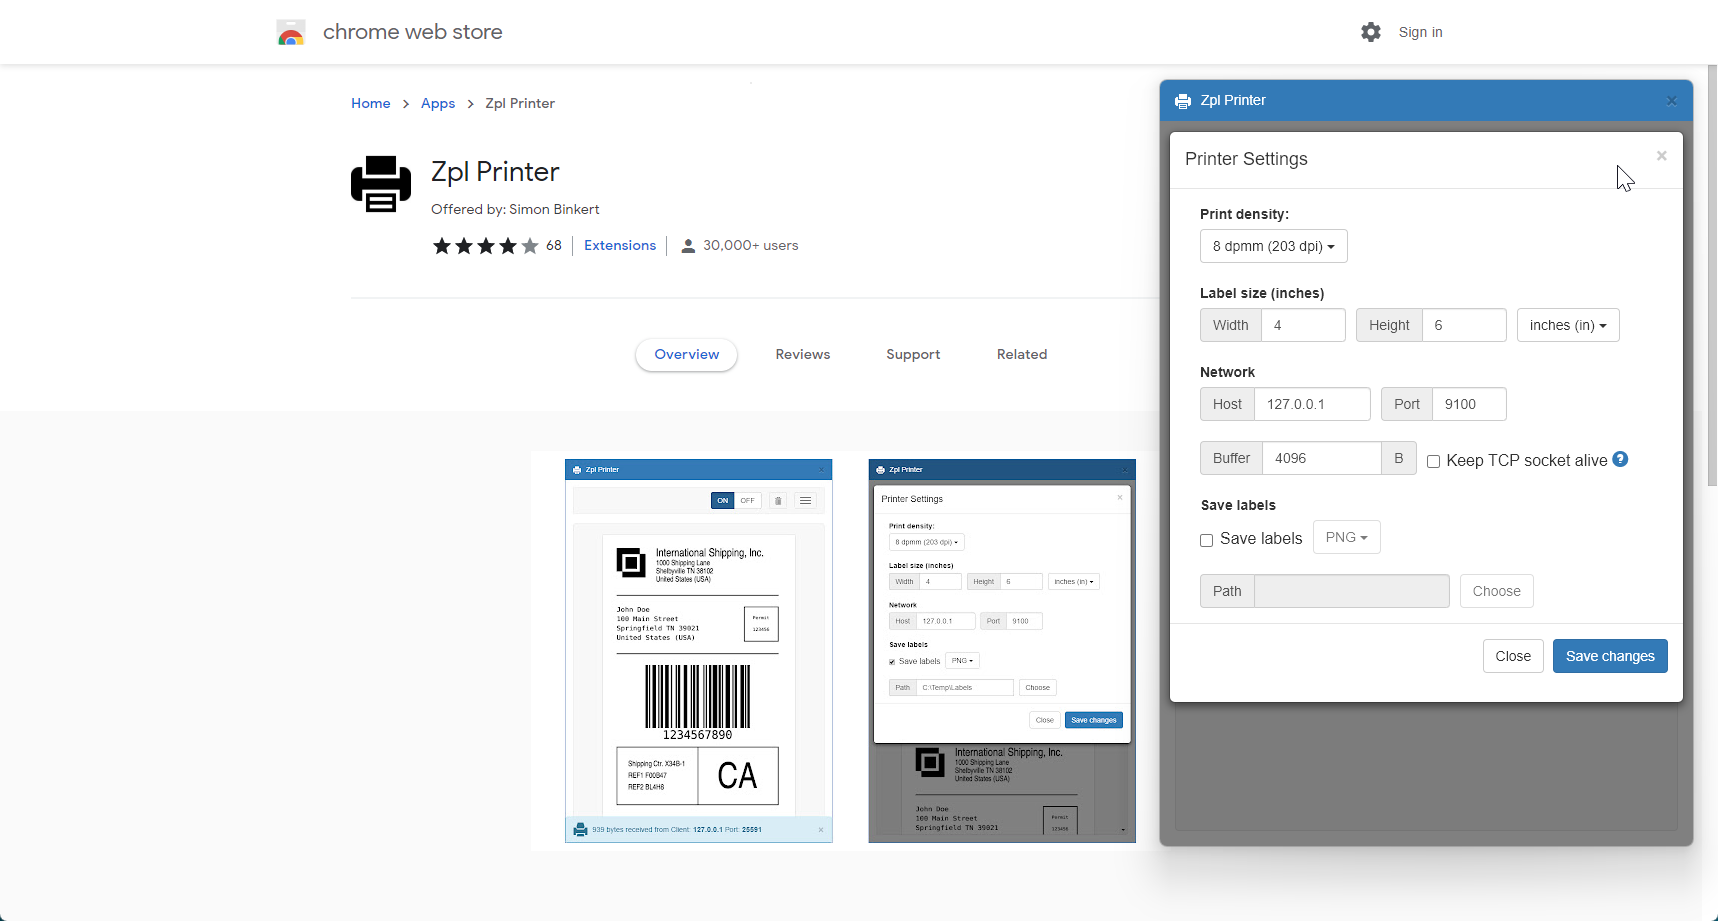 chrome web store
Sign in
Home > Apps > Zpl Printer
Zpl Printer
Offered by: Simon Binkert
68 Extensions 30,000+ users
Overview Reviews Support Related
Zpl Printer
ON OFF
International Shipping, Inc.
1000 Shipping Lane
Shelbyville TN 38102
United States (USA)
John Doe
100 Main Street
Springfield TN 39021
United States (USA)
Permit
123456
1234567890
Shipping Ctr. X34B-1
REF1 F00B47
REF2 BL4H8
CA
939 bytes received from Client: 127.0.0.1 Port: 25591 ×
Zpl Printer
Printer Settings ×
Print density:
8 dpmm (203 dpi)
Label size (inches)
Width 4 Height 6 inches (in)
Network
Host 127.0.0.1 Port 9100
Save labels
Save labels PNG
Path C:\Temp\Labels Choose
Close Save changes
International Shipping, Inc.
1000 Shipping Lane
Shelbyville TN 38102
United States (USA)
John Doe
100 Main Street
Springfield TN 39021
Permit
123456
Zpl Printer ×
Printer Settings ×
Print density:
8 dpmm (203 dpi)
Label size (inches)
Width 4 Height 6 inches (in)
Network
Host 127.0.0.1 Port 9100
Buffer 4096 B Keep TCP socket alive ?
Save labels
Save labels PNG
Path Choose
Close Save changes